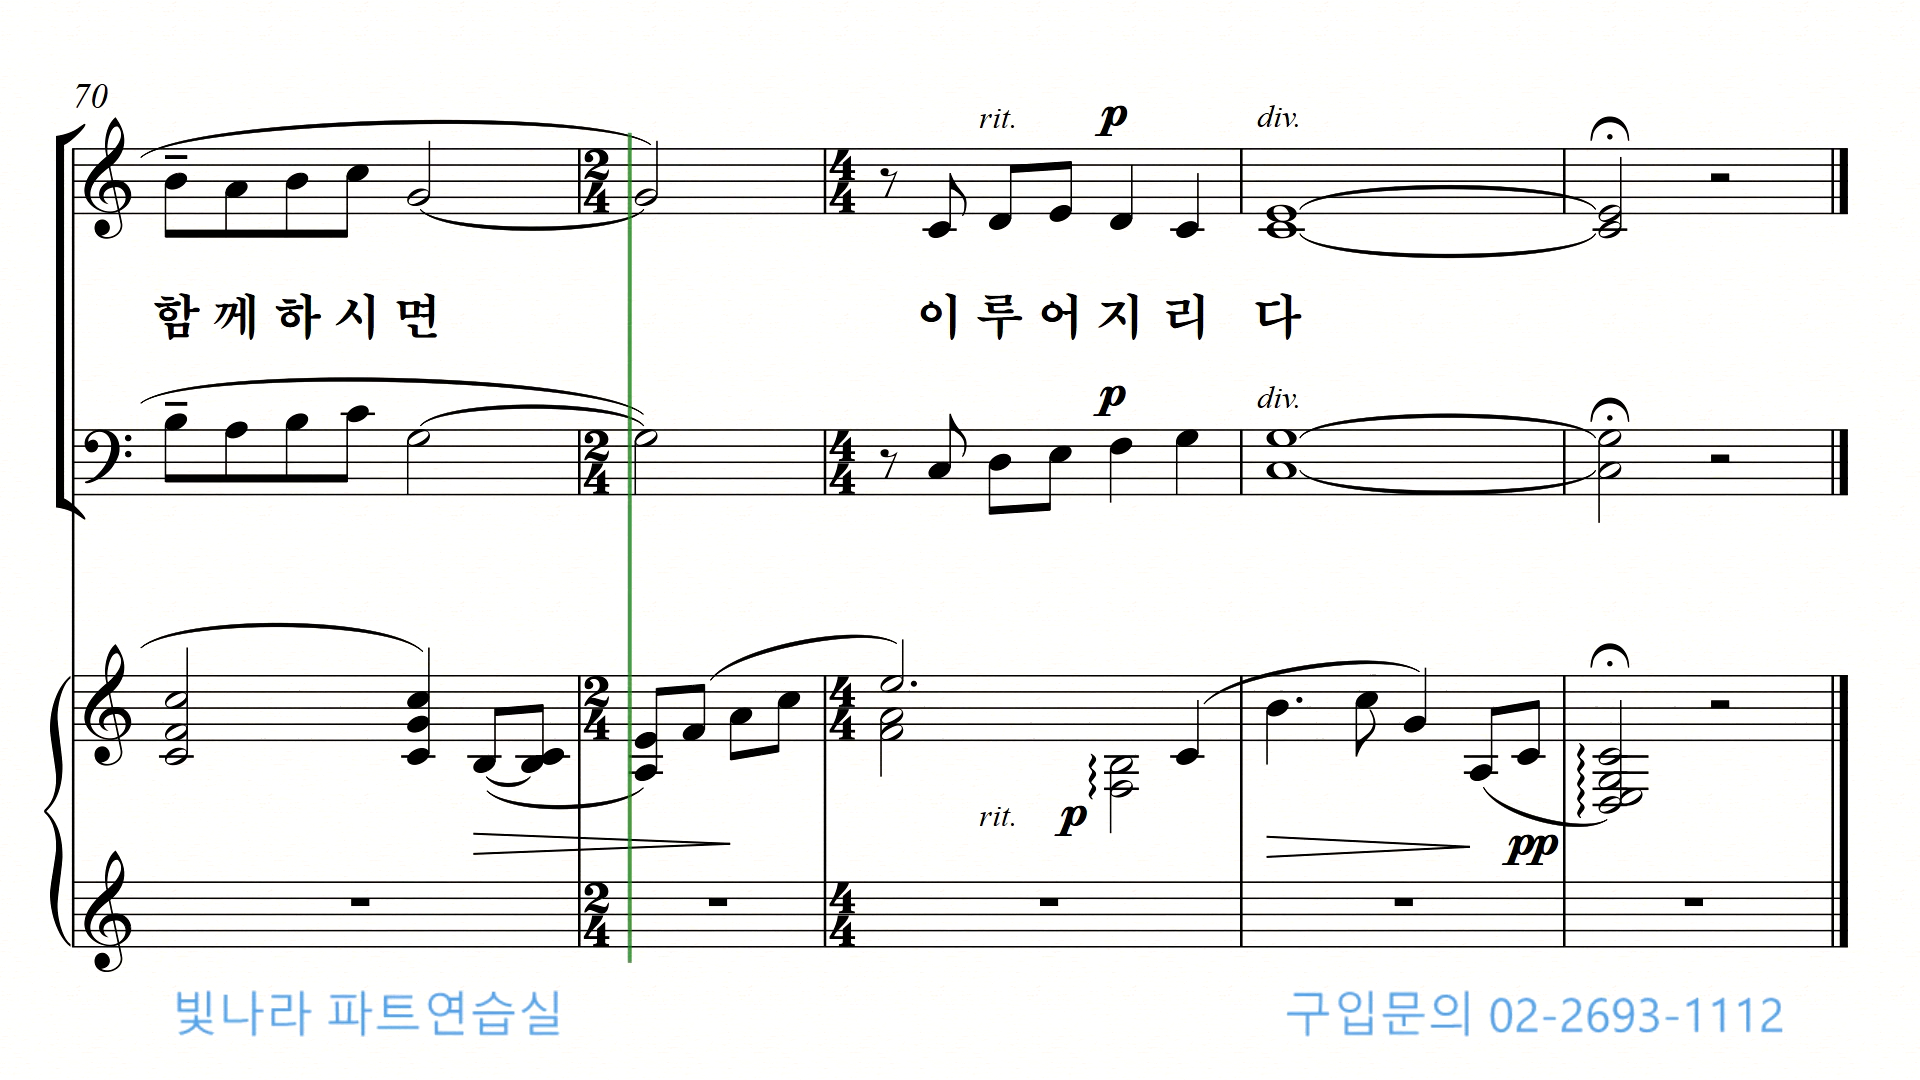 70
rit. p div.
함 께 하 시 면 이 루 어 지 리 다
p div.
rit. p pp
빛나라 파트연습실 구입문의 02-2693-1112